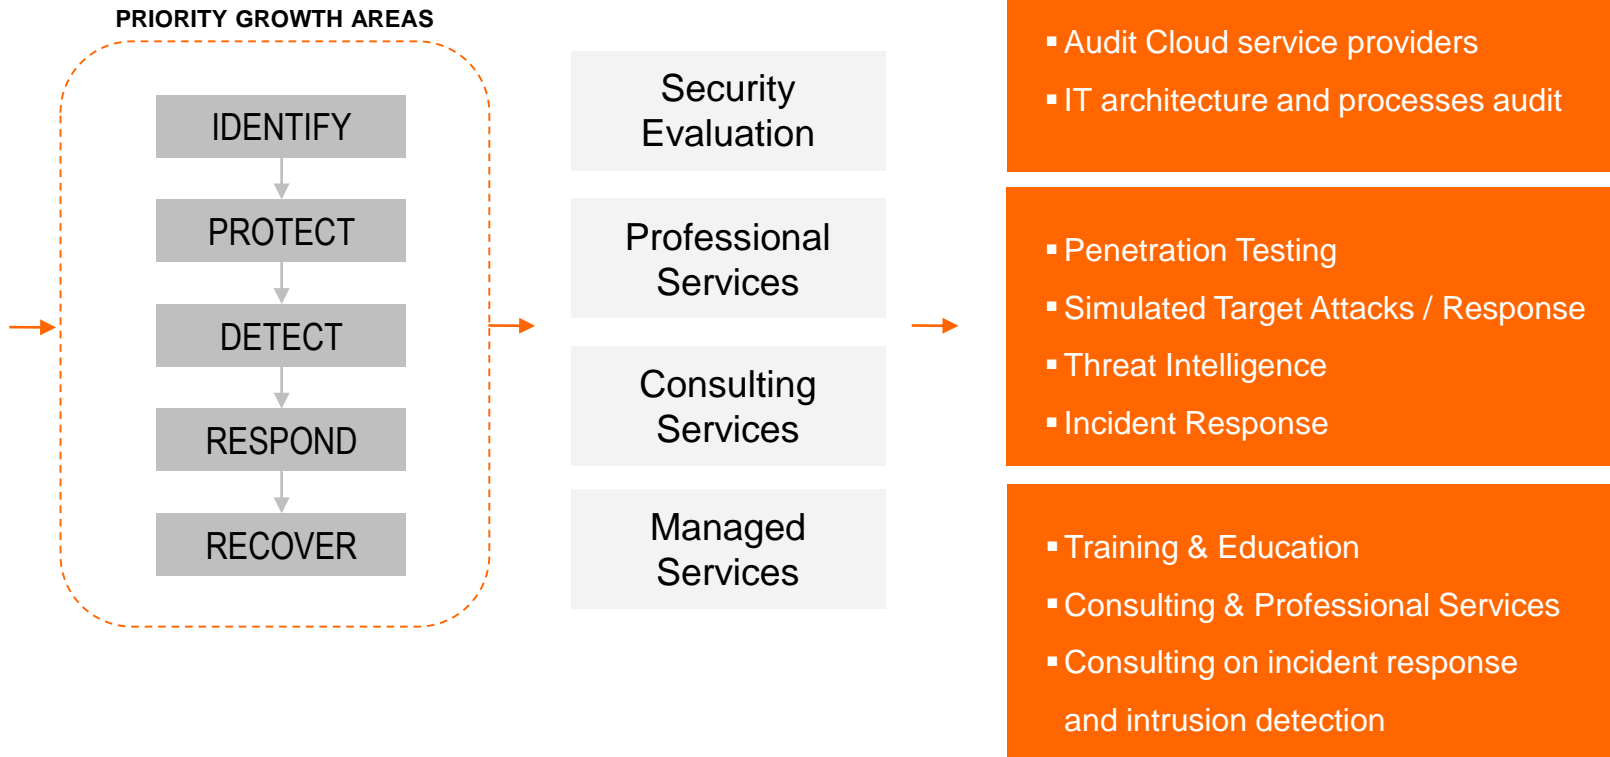 PRIORITY GROWTH AREAS
IDENTIFY
PROTECT
DETECT
RESPOND
RECOVER
Security
Evaluation
Professional
Services
Consulting
Services
Managed
Services
▪ Audit Cloud service providers
▪ IT architecture and processes audit
▪ Penetration Testing
▪ Simulated Target Attacks / Response
▪ Threat Intelligence
▪ Incident Response
▪ Training & Education
▪ Consulting & Professional Services
▪ Consulting on incident response
and intrusion detection